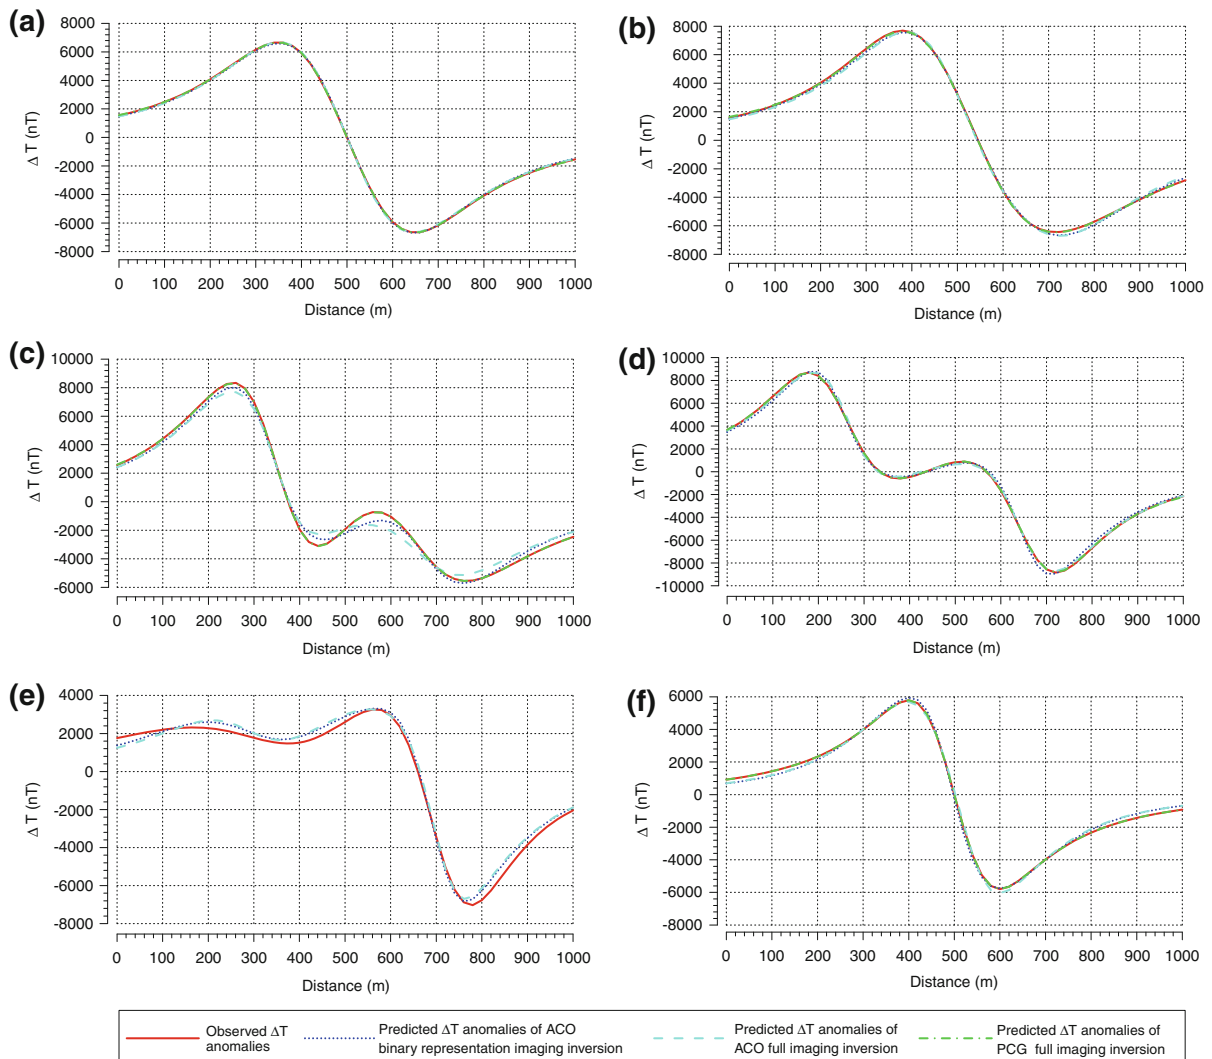 (a)
8000
6000
4000
2000
0
-2000
-4000
-6000
-8000
Δ T (nT)
0 100 200 300 400 500 600 700 800 900 1000
Distance (m)
(b)
8000
6000
4000
2000
0
-2000
-4000
-6000
-8000
Δ T (nT)
0 100 200 300 400 500 600 700 800 900 1000
Distance (m)
(c)
10000
8000
6000
4000
2000
0
-2000
-4000
-6000
Δ T (nT)
0 100 200 300 400 500 600 700 800 900 1000
Distance (m)
(d)
10000
8000
6000
4000
2000
0
-2000
-4000
-6000
-8000
-10000
Δ T (nT)
0 100 200 300 400 500 600 700 800 900 1000
Distance (m)
(e)
4000
2000
0
-2000
-4000
-6000
-8000
Δ T (nT)
0 100 200 300 400 500 600 700 800 900 1000
Distance (m)
(f)
6000
4000
2000
0
-2000
-4000
-6000
-8000
Δ T (nT)
0 100 200 300 400 500 600 700 800 900 1000
Distance (m)
Observed ΔT
anomalies
Predicted ΔT anomalies of ACO
binary representation imaging inversion
Predicted ΔT anomalies of
ACO full imaging inversion
Predicted ΔT anomalies of
PCG full imaging inversion